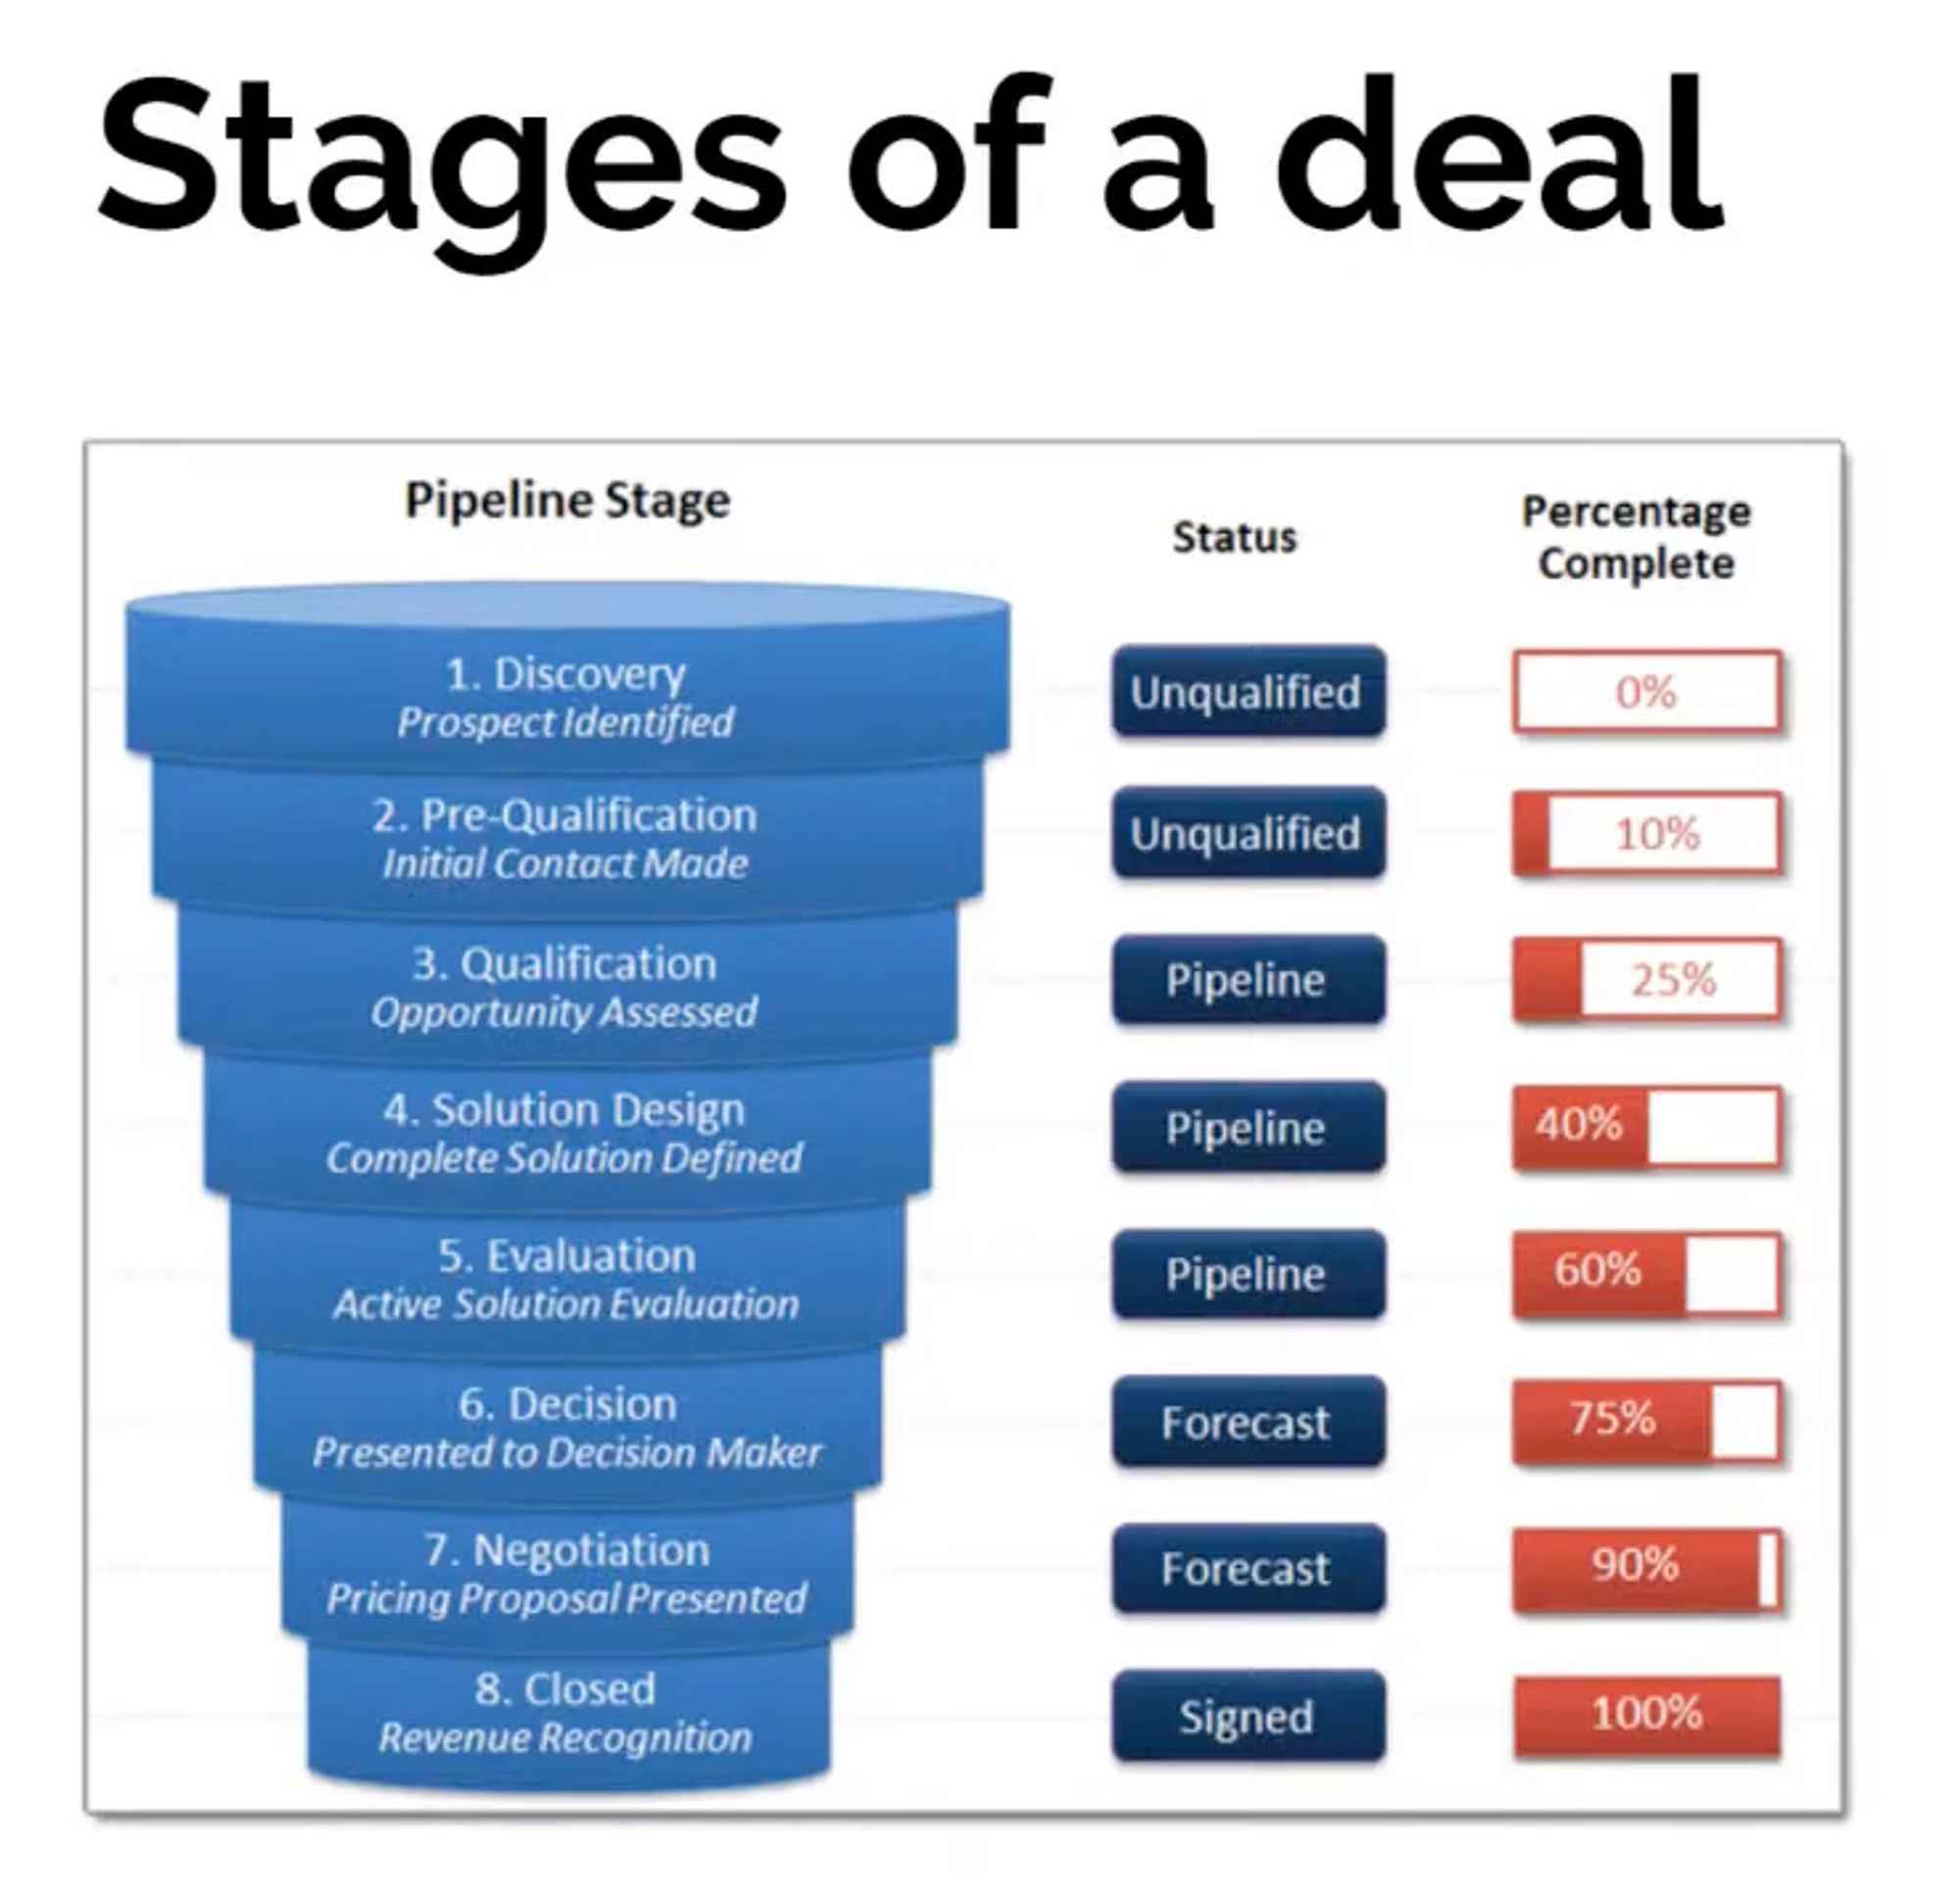 Stages of a deal
Pipeline Stage
Status
Percentage
Complete
1. Discovery
Prospect Identified
Unqualified
0%
2. Pre-Qualification
Initial Contact Made
Unqualified
10%
3. Qualification
Opportunity Assessed
Pipeline
25%
4. Solution Design
Complete Solution Defined
Pipeline
40%
5. Evaluation
Active Solution Evaluation
Pipeline
60%
6. Decision
Presented to Decision Maker
Forecast
75%
7. Negotiation
Pricing Proposal Presented
Forecast
90%
8. Closed
Revenue Recognition
Signed
100%